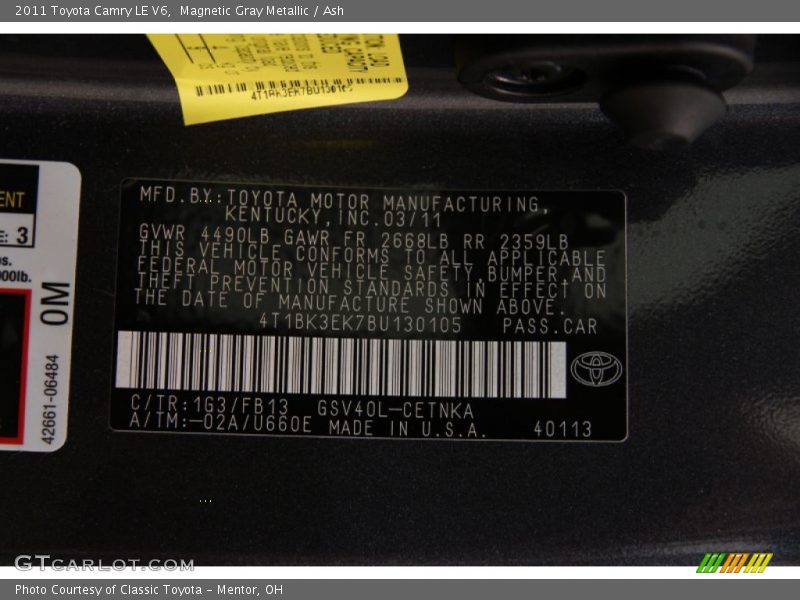 2011 Toyota Camry LE V6,  Magnetic Gray Metallic / Ash
4T1BK3EK7BU130105
ENT
E: 3
000lb.
0M
42661-06484
MFD.BY:TOYOTA MOTOR MANUFACTURING,
KENTUCKY,INC.03/11
GVWR 4490LB GAWR FR 2668LB RR 2359LB
THIS VEHICLE CONFORMS TO ALL APPLICABLE
FEDERAL MOTOR VEHICLE SAFETY,BUMPER,AND
THEFT PREVENTION STANDARDS IN EFFECT ON
THE DATE OF MANUFACTURE SHOWN ABOVE.
4T1BK3EK7BU130105 PASS.CAR
C/TR:1G3/FB13 GSV40L-CETNKA
A/TM:-02A/U660E MADE IN U.S.A. 40113
GTCARLOT.COM
Photo Courtesy of Classic Toyota - Mentor, OH